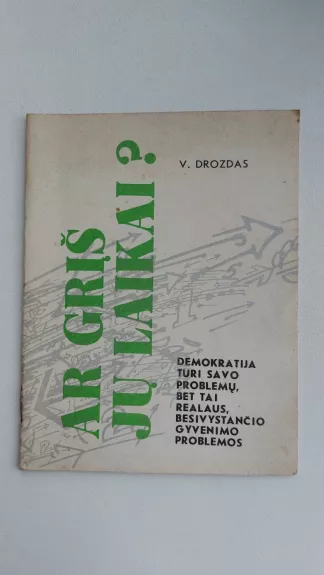 V. DROZDAS
AR GRĮŠ
JŲ LAIKAI?
DEMOKRATIJA
TURI SAVO
PROBLEMŲ,
BET TAI
REALAUS,
BESIVYSTANČIO
GYVENIMO
PROBLEMOS